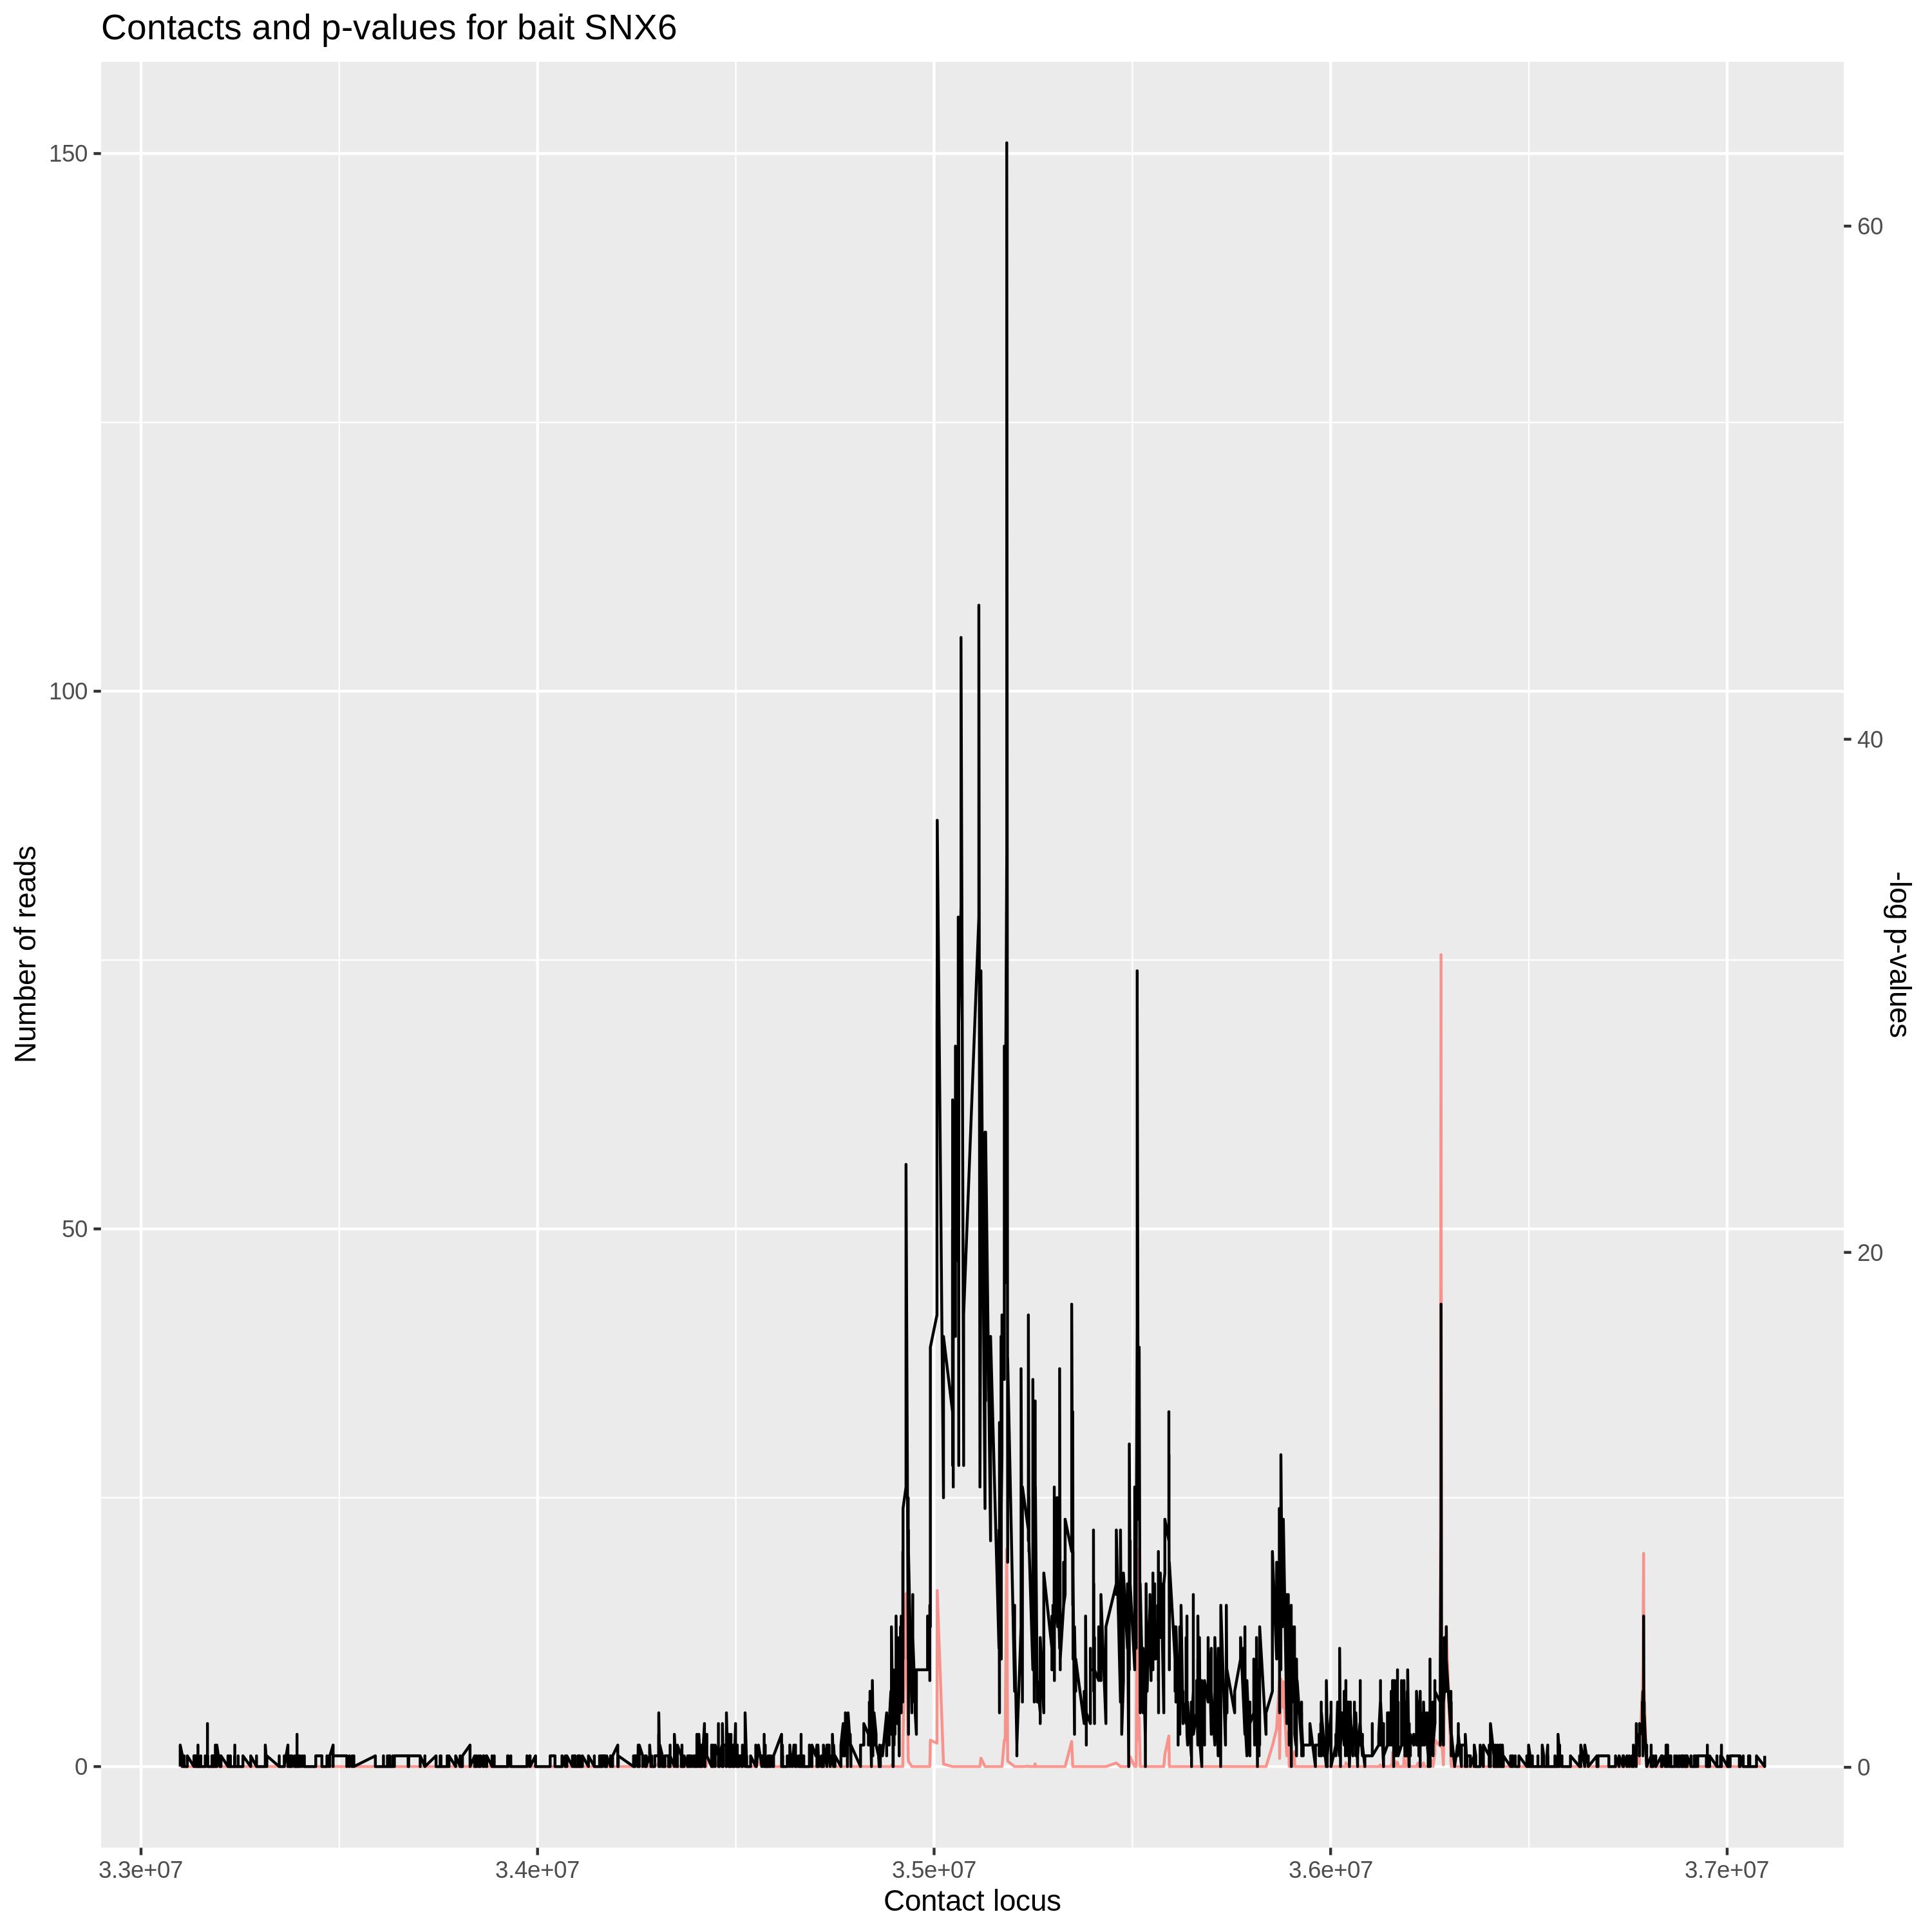 Contacts and p-values for bait SNX6
150
100
50
0
Number of reads
60
40
20
0
-log p-values
3.3e+07
3.4e+07
3.5e+07
3.6e+07
3.7e+07
Contact locus